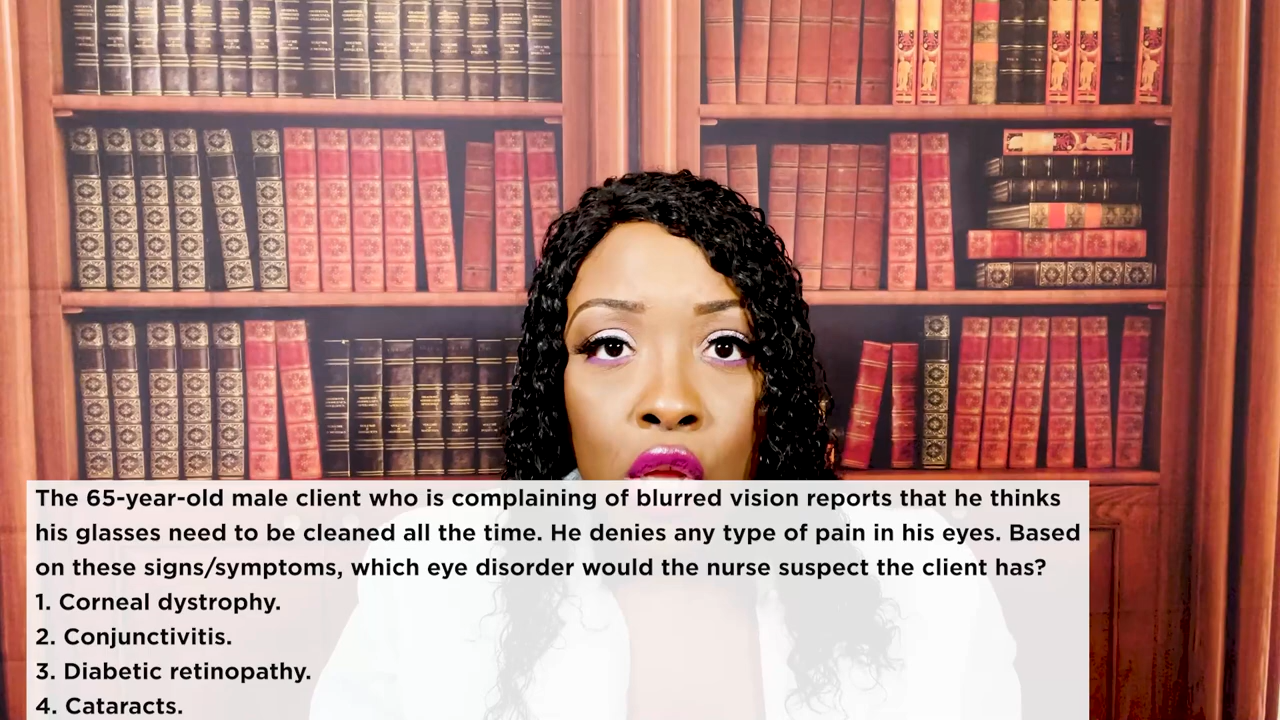 The 65-year-old male client who is complaining of blurred vision reports that he thinks
his glasses need to be cleaned all the time. He denies any type of pain in his eyes. Based
on these signs/symptoms, which eye disorder would the nurse suspect the client has?
1. Corneal dystrophy.
2. Conjunctivitis.
3. Diabetic retinopathy.
4. Cataracts.